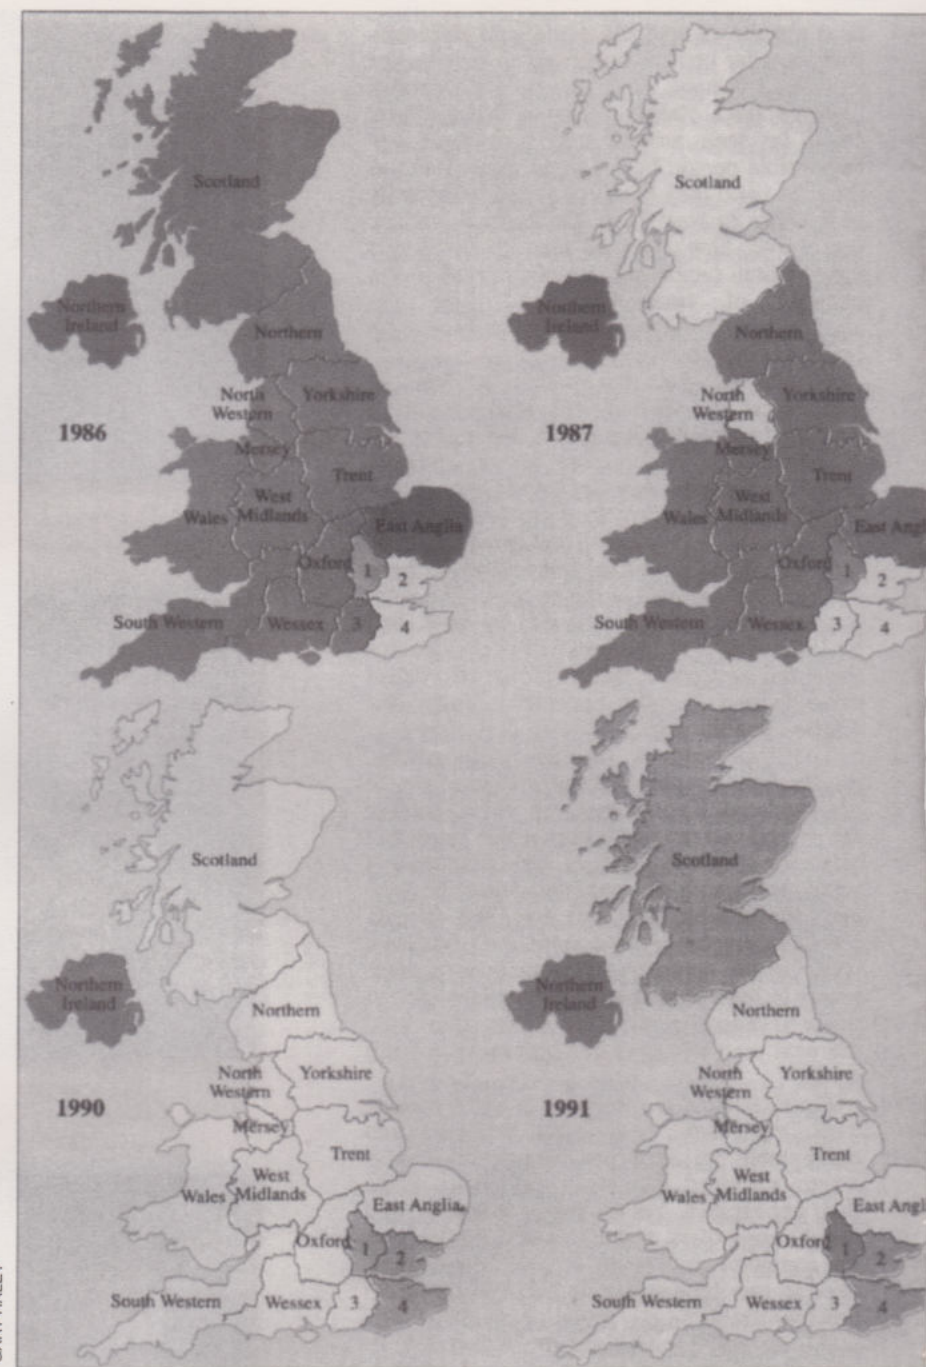 Scotland
Northern
Ireland
Northern
North
Western
Yorkshire
1986
Mersey
Trent
West
Midlands
Wales
East Anglia
Oxford
1
2
South Western
Wessex
3
4
Scotland
Northern
Ireland
Northern
North
Western
Yorkshire
1987
Mersey
Trent
West
Midlands
Wales
East Angl
Oxford
1
2
South Western
Wessex
3
4
Scotland
Northern
Ireland
Northern
North
Western
Yorkshire
1990
Mersey
Trent
West
Midlands
Wales
East Anglia
Oxford
1
2
South Western
Wessex
3
4
Scotland
Northern
Ireland
Northern
North
Western
Yorkshire
1991
Mersey
Trent
West
Midlands
Wales
East Angl
Oxford
1
2
South Western
Wessex
3
4